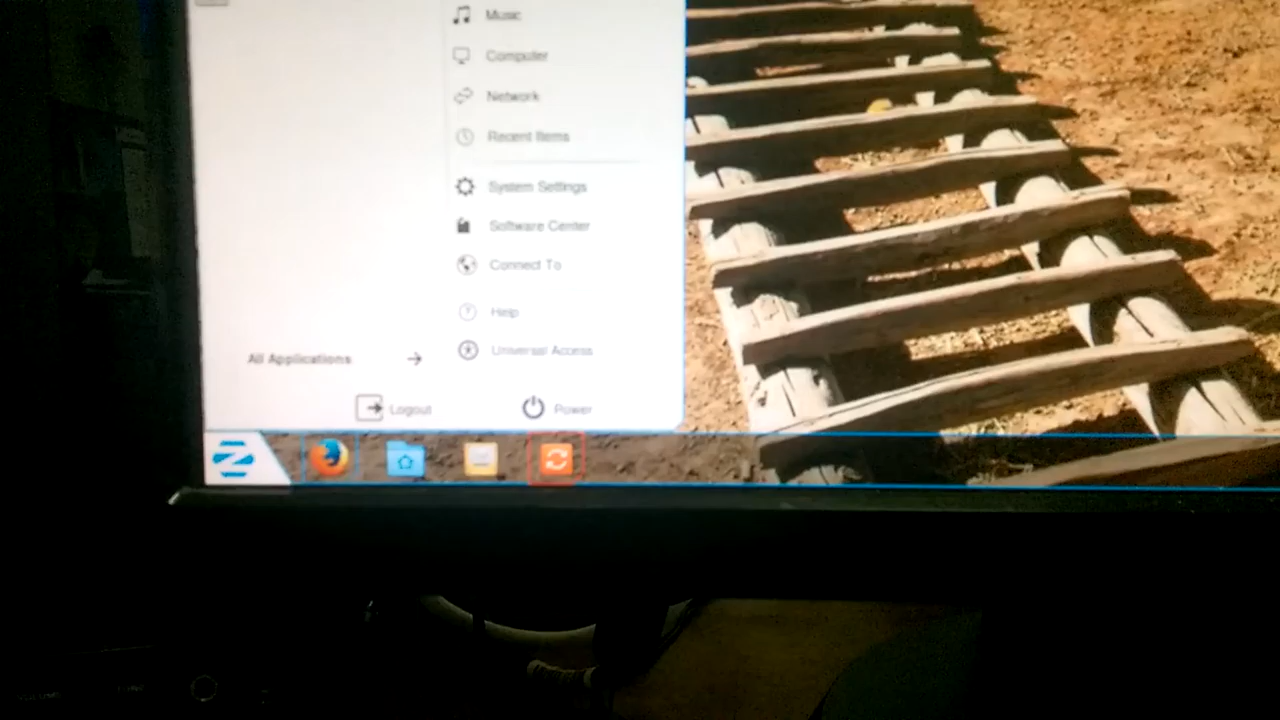 Music
Computer
Network
Recent Items
System Settings
Software Center
Connect To
Help
Universal Access
All Applications
Logout
Power